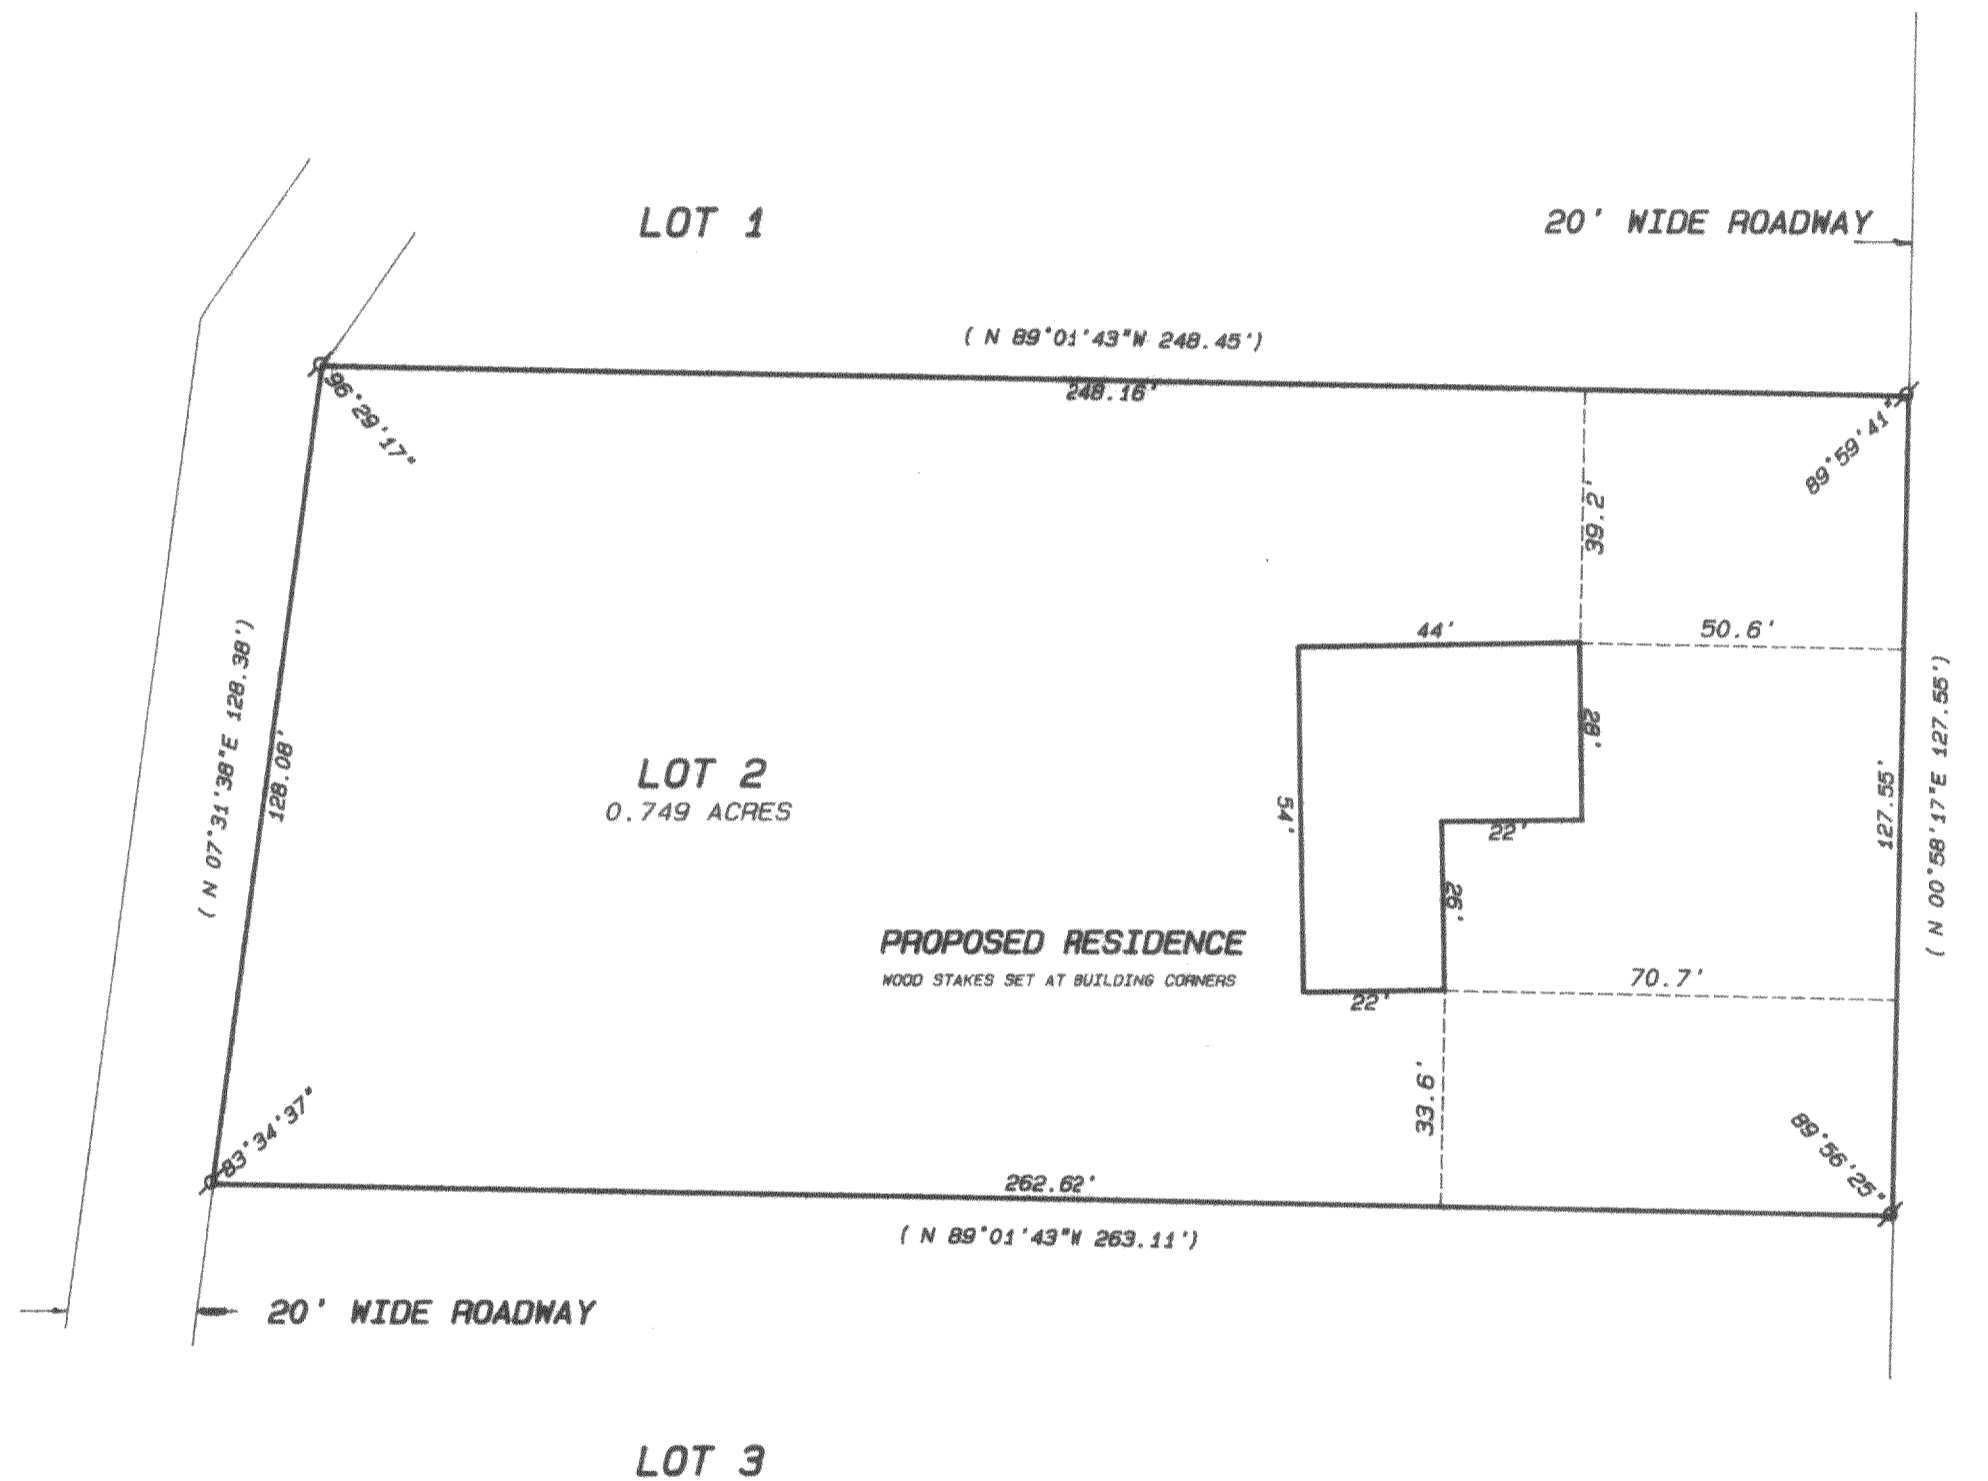 LOT 1
20' WIDE ROADWAY
( N 89°01'43"W 248.45')
248.16'
96°29'17"
89°59'41"
39.2'
44'
50.6'
28'
( N 07°31'38"E 128.38')
128.08'
LOT 2
0.749 ACRES
54'
22'
127.55'
( N 00°58'17"E 127.55')
26'
PROPOSED RESIDENCE
WOOD STAKES SET AT BUILDING CORNERS
22'
70.7'
33.6'
83°34'37"
89°56'25"
262.62'
( N 89°01'43"W 263.11')
20' WIDE ROADWAY
LOT 3